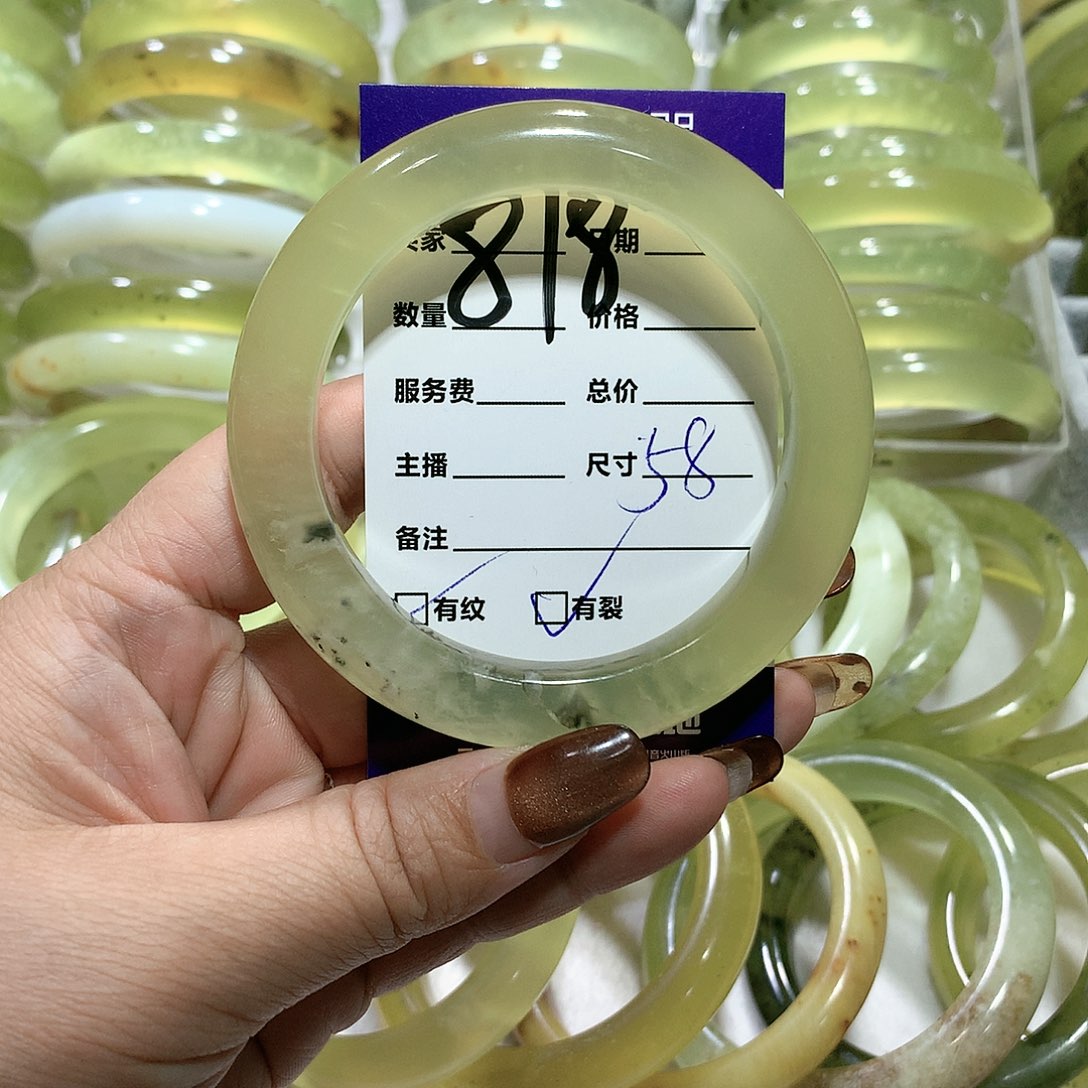 818
家 日期
数量 价格
服务费 总价
主播 尺寸 58
备注
有纹 有裂